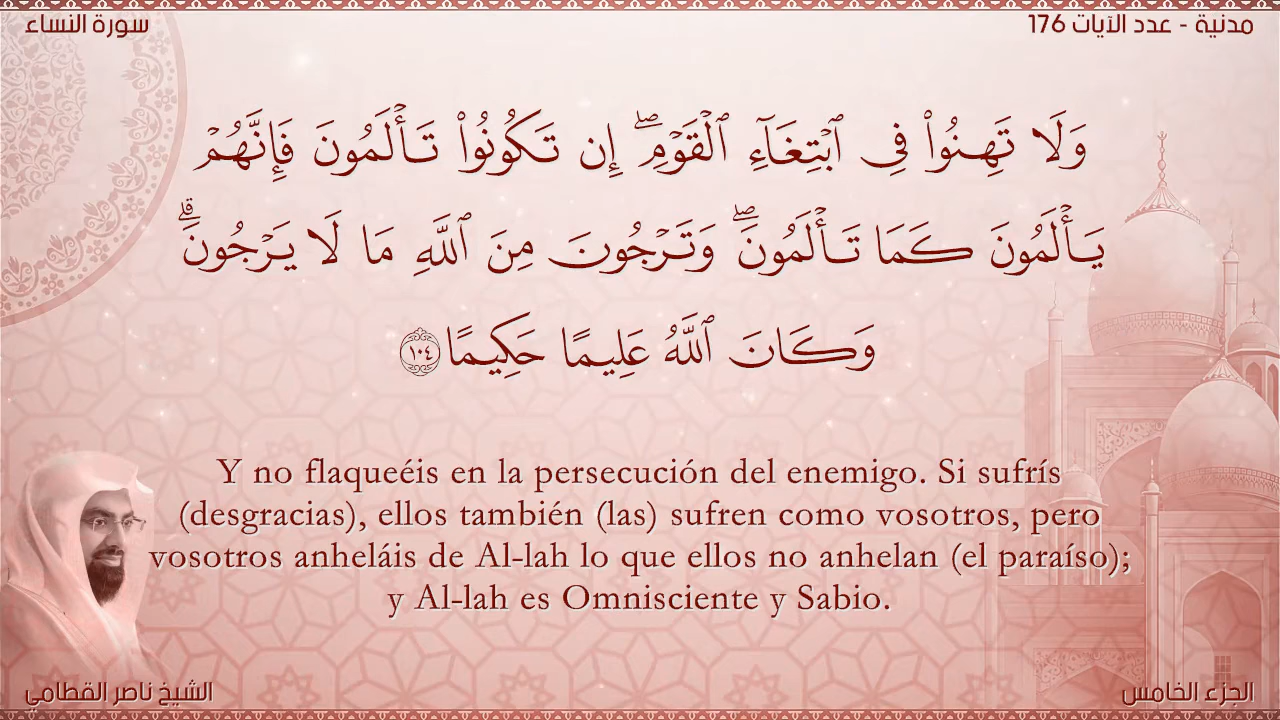 سورة النساء
مدنية - عدد الآيات 176
وَلَا تَهِنُوا۟ فِى ٱبْتِغَآءِ ٱلْقَوْمِ ۖ إِن تَكُونُوا۟ تَأْلَمُونَ فَإِنَّهُمْ
يَأْلَمُونَ كَمَا تَأْلَمُونَ ۖ وَتَرْجُونَ مِنَ ٱللَّهِ مَا لَا يَرْجُونَ ۗ
وَكَانَ ٱللَّهُ عَلِيمًا حَكِيمًا ١٠٤
Y no flaqueéis en la persecución del enemigo. Si sufrís
(desgracias), ellos también (las) sufren como vosotros, pero
vosotros anheláis de Al-lah lo que ellos no anhelan (el paraíso);
y Al-lah es Omnisciente y Sabio.
الشيخ ناصر القطامي
الجزء الخامس